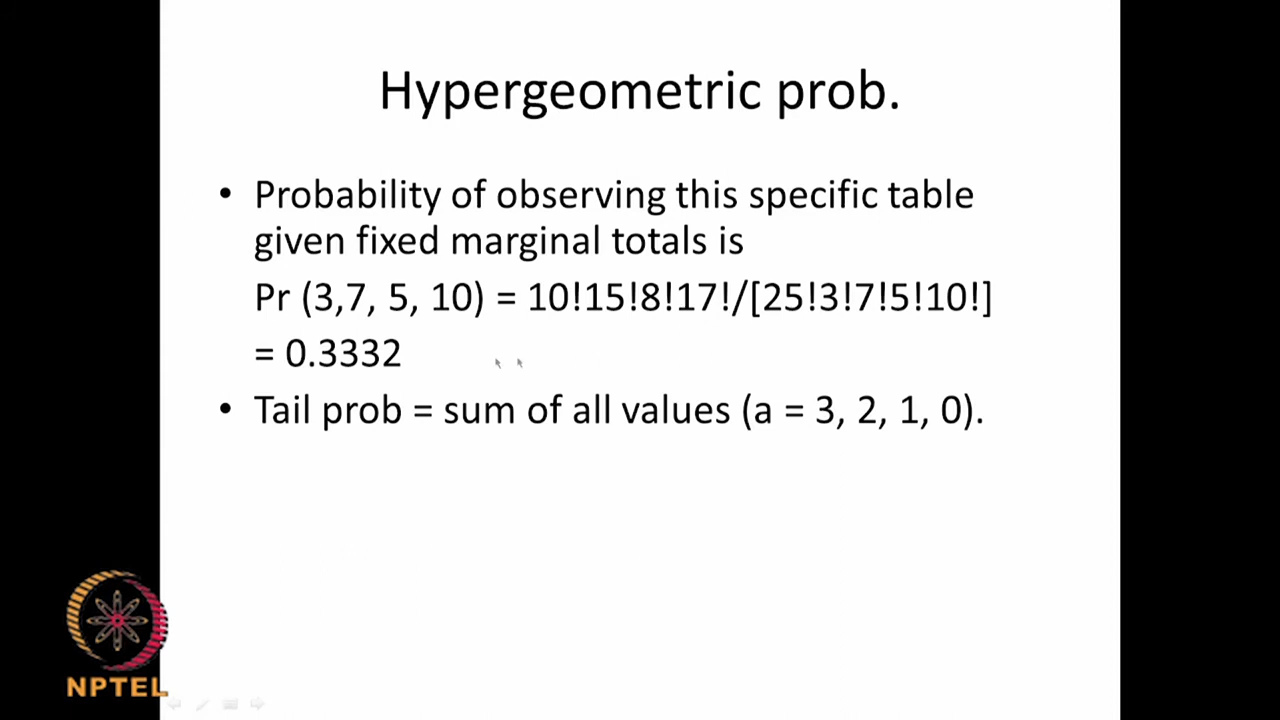 Hypergeometric prob.
• Probability of observing this specific table
given fixed marginal totals is
Pr (3,7, 5, 10) = 10!15!8!17!/[25!3!7!5!10!]
= 0.3332
• Tail prob = sum of all values (a = 3, 2, 1, 0).
NPTEL